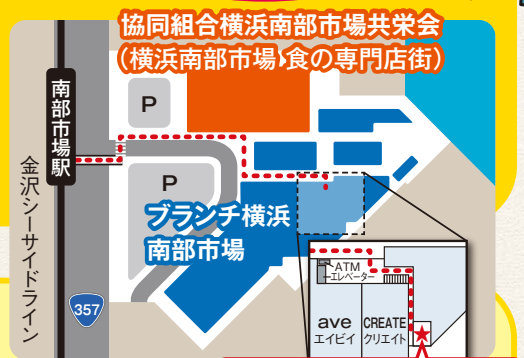 協同組合横浜南部市場共栄会
(横浜南部市場 食の専門店街)
南部市場駅
金沢シーサイドライン
P
P
ブランチ横浜
南部市場
357
ATM
エレベーター
ave
エイビイ
CREATE
クリエイト